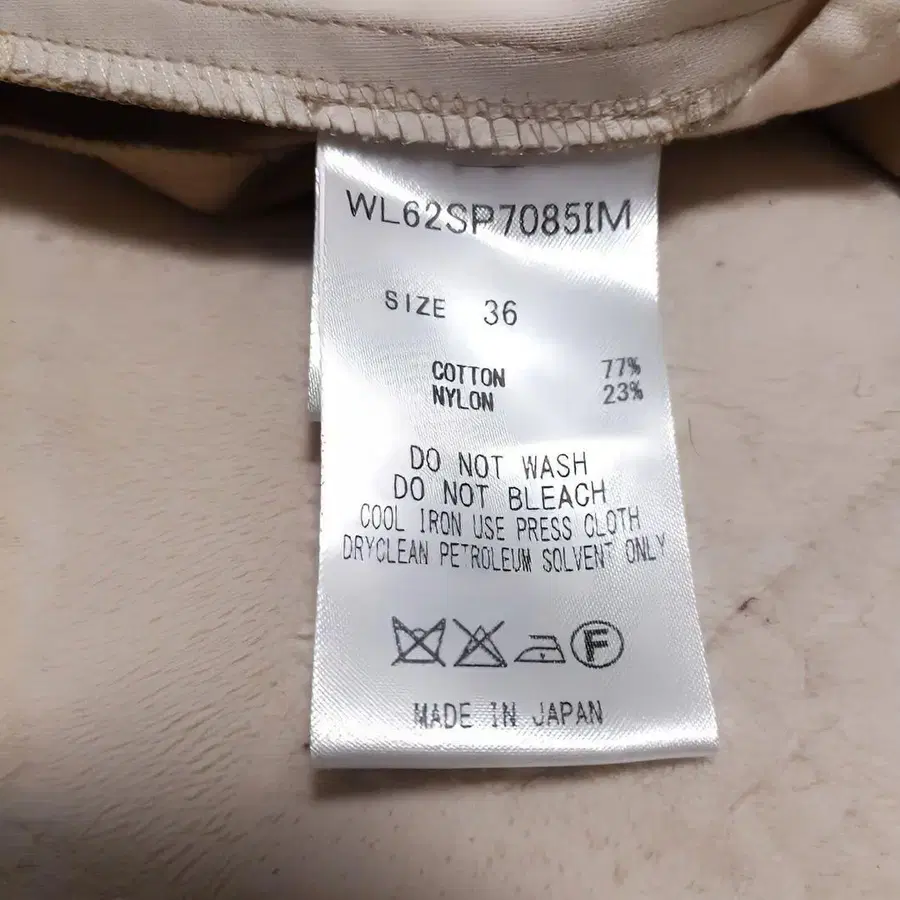 WL62SP7085IM
SIZE 36
COTTON 77%
NYLON 23%
DO NOT WASH
DO NOT BLEACH
COOL IRON USE PRESS CLOTH
DRYCLEAN PETROLEUM SOLVENT ONLY
F
MADE IN JAPAN